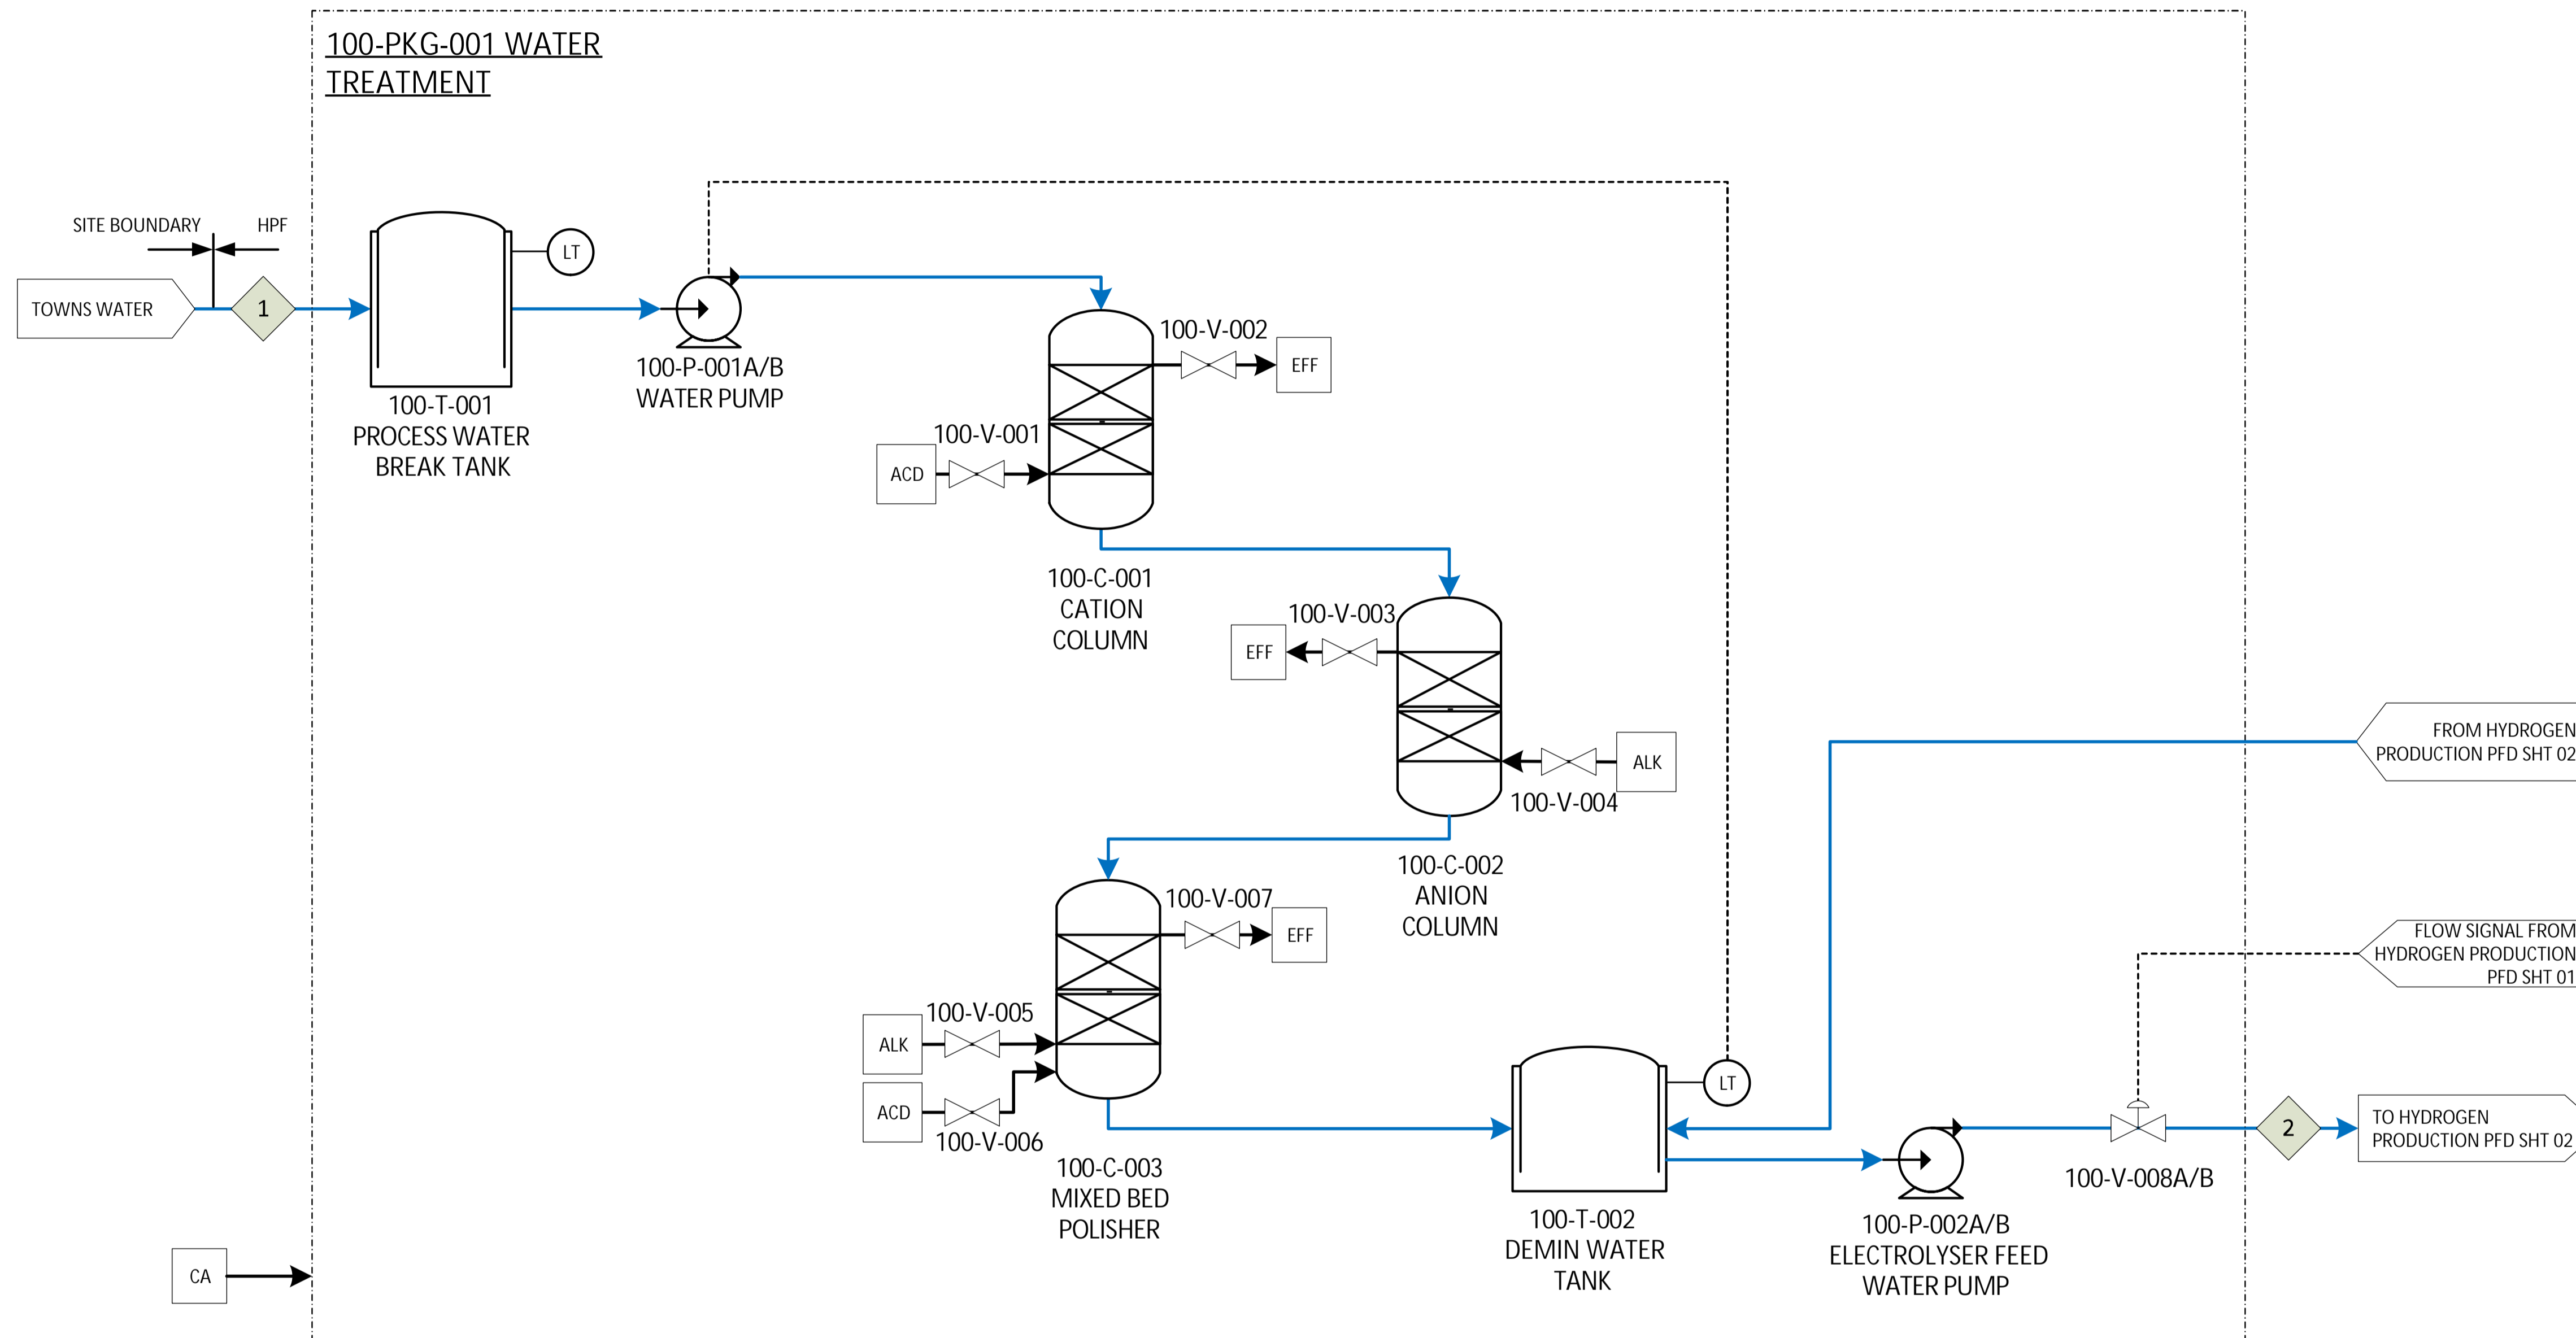 100-PKG-001 WATER
TREATMENT
SITE BOUNDARY
HPF
TOWNS WATER
1
LT
100-T-001
PROCESS WATER
BREAK TANK
100-P-001A/B
WATER PUMP
100-V-002
EFF
100-V-001
ACD
100-C-001
CATION
COLUMN
100-V-003
EFF
ALK
100-V-004
100-C-002
ANION
COLUMN
FROM HYDROGEN
PRODUCTION PFD SHT 02
100-V-007
EFF
FLOW SIGNAL FROM
HYDROGEN PRODUCTION
PFD SHT 01
100-V-005
ALK
ACD
100-V-006
100-C-003
MIXED BED
POLISHER
LT
100-T-002
DEMIN WATER
TANK
100-P-002A/B
ELECTROLYSER FEED
WATER PUMP
100-V-008A/B
2
TO HYDROGEN
PRODUCTION PFD SHT 02
CA